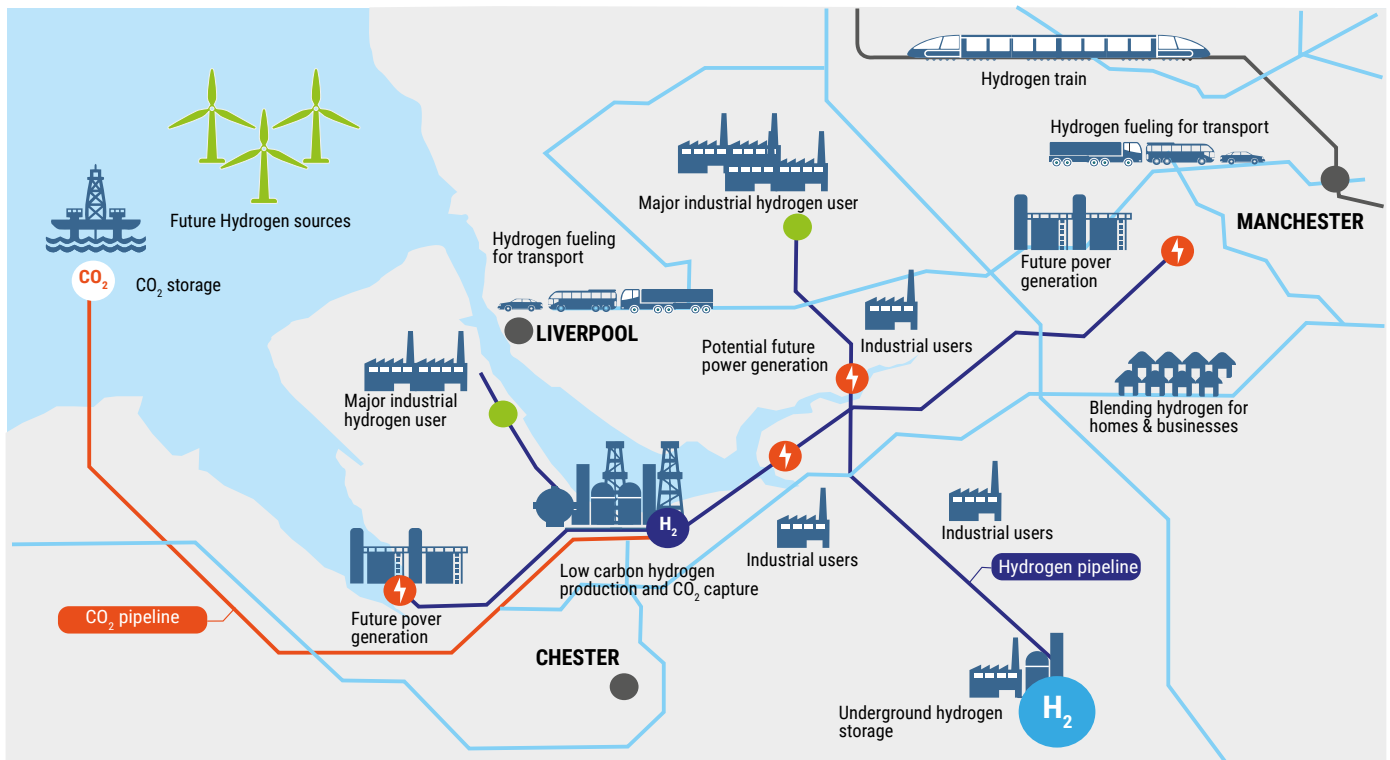 Hydrogen train
Hydrogen fueling for transport
MANCHESTER
Major industrial hydrogen user
Future Hydrogen sources
Hydrogen fueling
for transport
Future pover
generation
CO₂
CO₂ storage
LIVERPOOL
Industrial users
Potential future
power generation
Major industrial
hydrogen user
Blending hydrogen for
homes & businesses
H₂
Industrial users
Industrial users
Low carbon hydrogen
production and CO₂ capture
Hydrogen pipeline
CO₂ pipeline
Future pover
generation
CHESTER
Underground hydrogen
storage
H₂